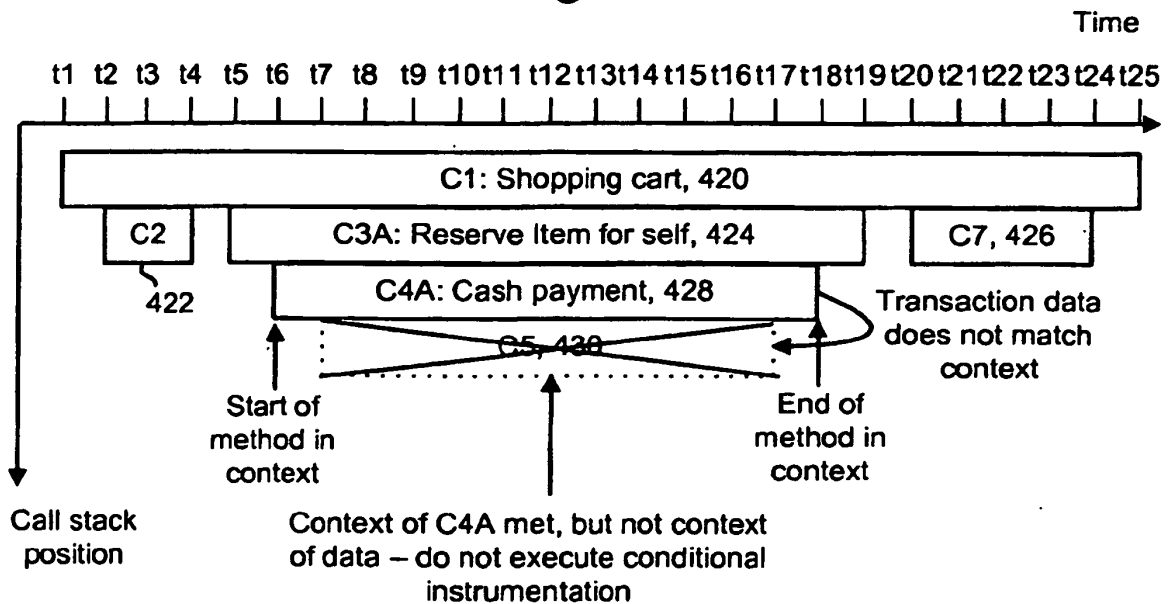 Time
t1 t2 t3 t4 t5 t6 t7 t8 t9 t10 t11 t12 t13 t14 t15 t16 t17 t18 t19 t20 t21 t22 t23 t24 t25
C1: Shopping cart, 420
C2
C3A: Reserve Item for self, 424
C7, 426
422
C4A: Cash payment, 428
C5, 430
Transaction data
does not match
context
Start of
method in
context
End of
method in
context
Call stack
position
Context of C4A met, but not context
of data – do not execute conditional
instrumentation